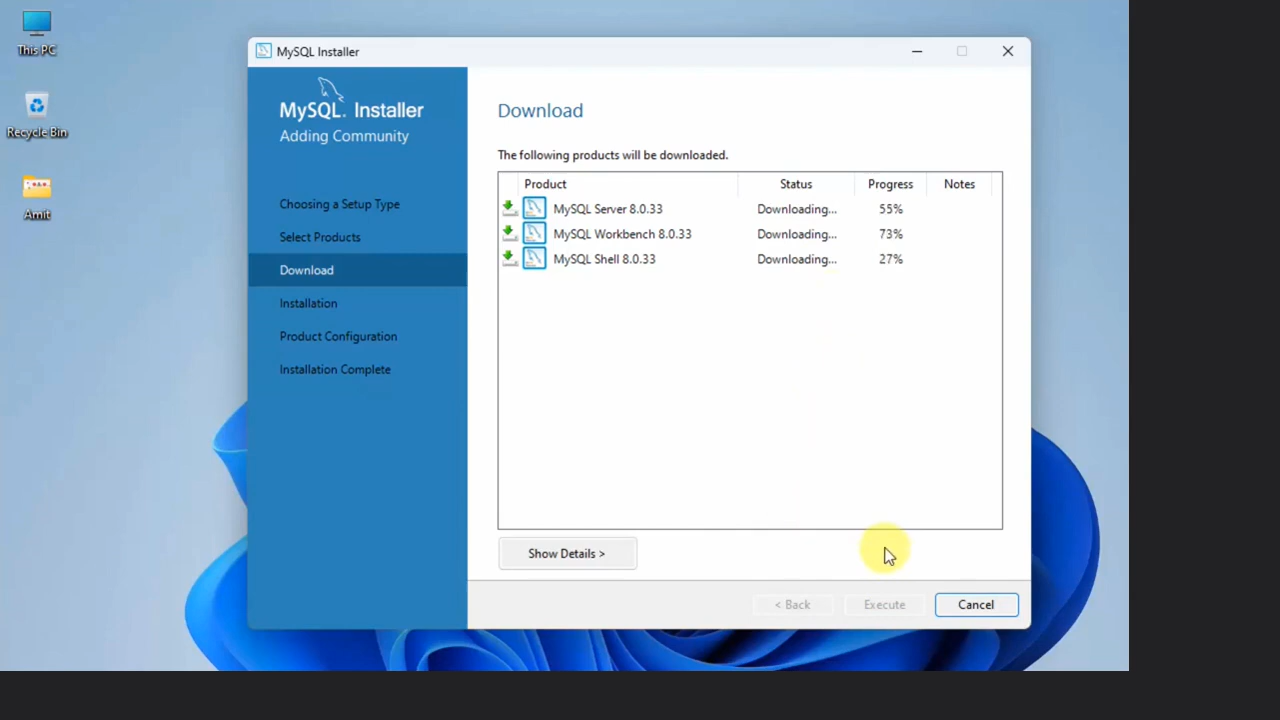 This PC
Recycle Bin
Amit
MySQL Installer
MySQL. Installer
Adding Community
Choosing a Setup Type
Select Products
Download
Installation
Product Configuration
Installation Complete
Download
The following products will be downloaded.
Product Status Progress Notes
MySQL Server 8.0.33 Downloading... 55%
MySQL Workbench 8.0.33 Downloading... 73%
MySQL Shell 8.0.33 Downloading... 27%
Show Details >
< Back Execute Cancel